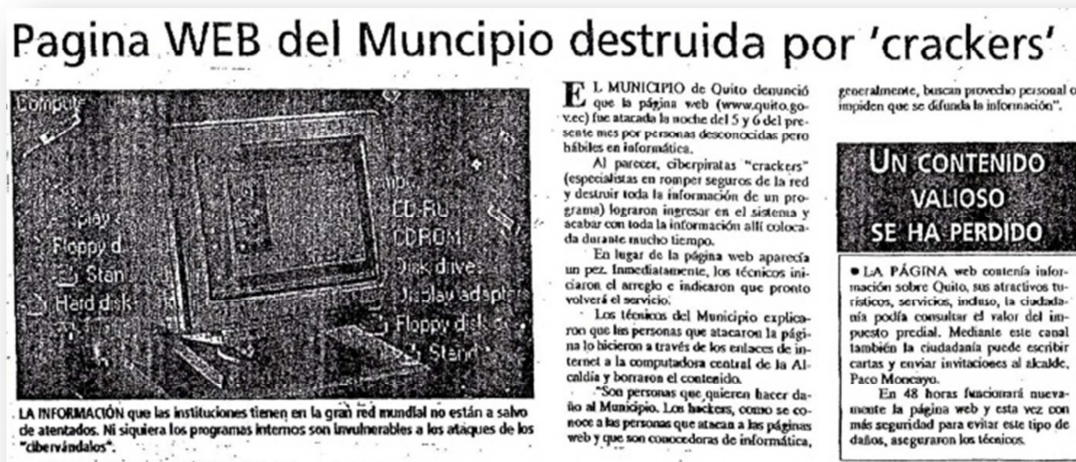 Pagina WEB del Muncipio destruida por 'crackers'
Compute
play s
Floppy d
Stan
Hard disk
CD-RO
CDROM
Disk drive
Display adapt
Floppy disk
Stand
LA INFORMACIÓN que las instituciones tienen en la gran red mundial no están a salvo
de atentados. Ni siquiera los programas internos son invulnerables a los ataques de los
"cibervándalos".
EL MUNICIPIO de Quito denunció
que la página web (www.quito.go-
v.ec) fue atacada la noche del 5 y 6 del pre-
sente mes por personas desconocidas pero
hábiles en informática.
Al parecer, ciberpiratas "crackers"
(especialistas en romper seguros de la red
y destruir toda la información de un pro-
grama) lograron ingresar en el sistema y
acabar con toda la información allí coloca-
da durante mucho tiempo.
En lugar de la página web aparecía
un pez. Inmediatamente, los técnicos ini-
ciaron el arreglo e indicaron que pronto
volverá el servicio.
Los técnicos del Municipio explica-
ron que las personas que atacaron la pági-
na lo hicieron a través de los enlaces de in-
ternet a la computadora central de la Al-
caldía y borraron el contenido.
"Son personas que quieren hacer da-
ño al Municipio. Los hackers, como se co-
noce a las personas que atacan a las páginas
web y que son conocedoras de informática,
generalmente, buscan provecho personal o
impiden que se difunda la información".
UN CONTENIDO
VALIOSO
SE HA PERDIDO
• LA PÁGINA web contenía infor-
mación sobre Quito, sus atractivos tu-
rísticos, servicios, incluso, la ciudada-
nía podía consultar el valor del im-
puesto predial. Mediante este canal
también la ciudadanía puede escribir
cartas y enviar invitaciones al alcalde,
Paco Moncayo.
En 48 horas funcionará nueva-
mente la página web y esta vez con
más seguridad para evitar este tipo de
daños, aseguraron los técnicos.